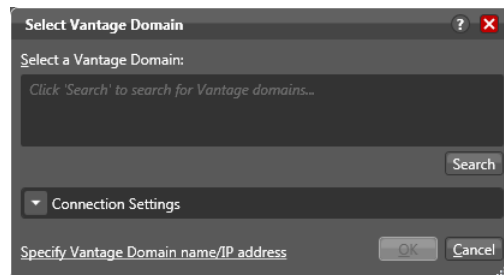 Select Vantage Domain ?
Select a Vantage Domain:
Click 'Search' to search for Vantage domains...
Search
Connection Settings
Specify Vantage Domain name/IP address
OK
Cancel